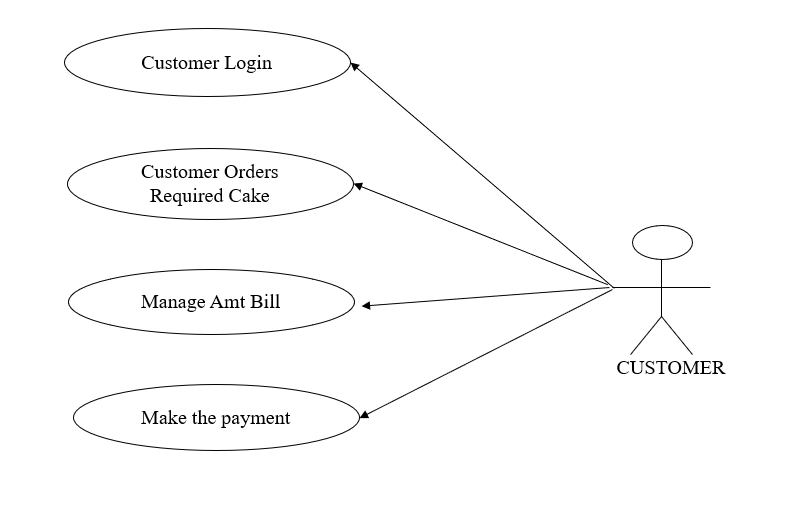 Customer Login
Customer Orders
Required Cake
Manage Amt Bill
Make the payment
CUSTOMER